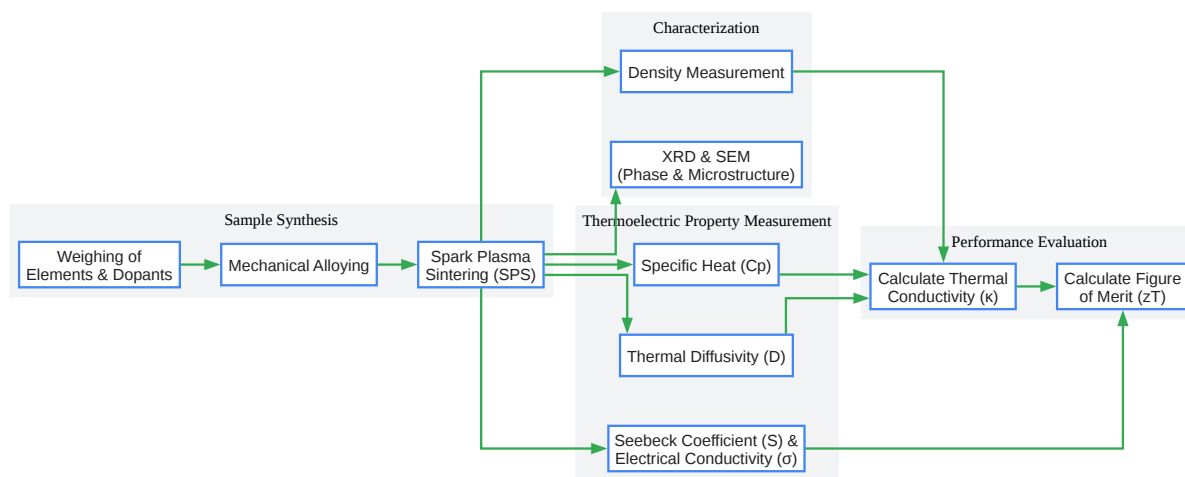 Characterization
Density Measurement
XRD & SEM
(Phase & Microstructure)
Sample Synthesis
Weighing of
Elements & Dopants
Mechanical Alloying
Spark Plasma
Sintering (SPS)
Thermoelectric Property Measurement
Specific Heat (Cp)
Thermal Diffusivity (D)
Seebeck Coefficient (S) &
Electrical Conductivity (σ)
Performance Evaluation
Calculate Thermal
Conductivity (κ)
Calculate Figure
of Merit (zT)